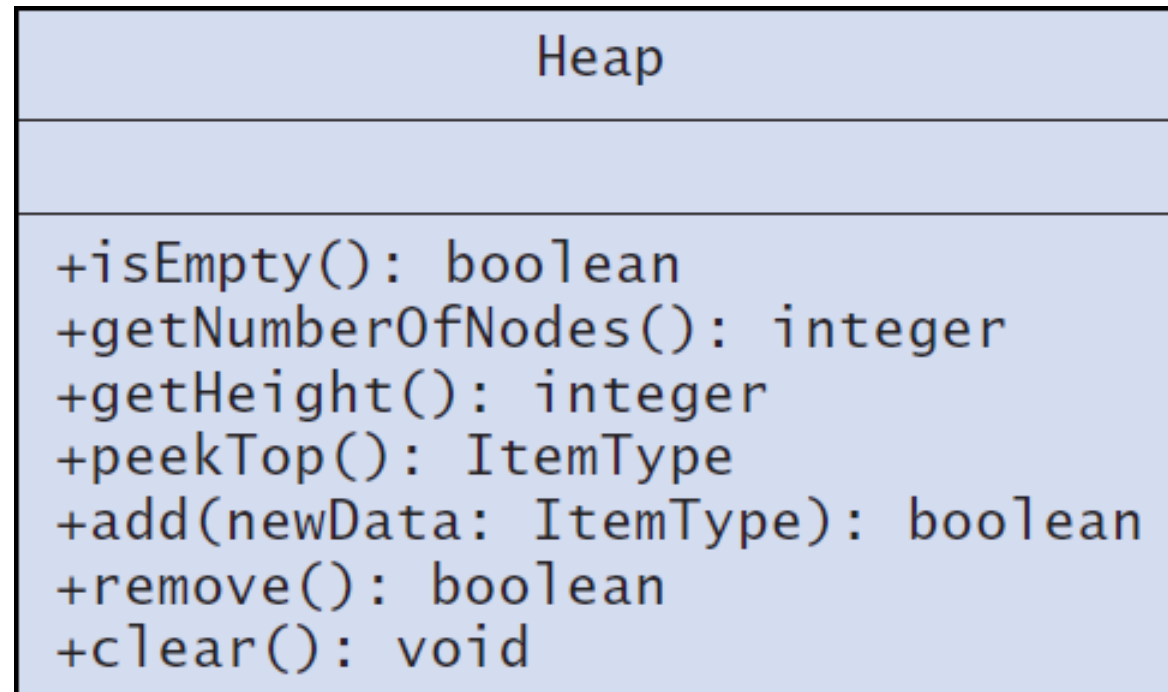 Heap
+isEmpty(): boolean
+getNumberOfNodes(): integer
+getHeight(): integer
+peekTop(): ItemType
+add(newData: ItemType): boolean
+remove(): boolean
+clear(): void